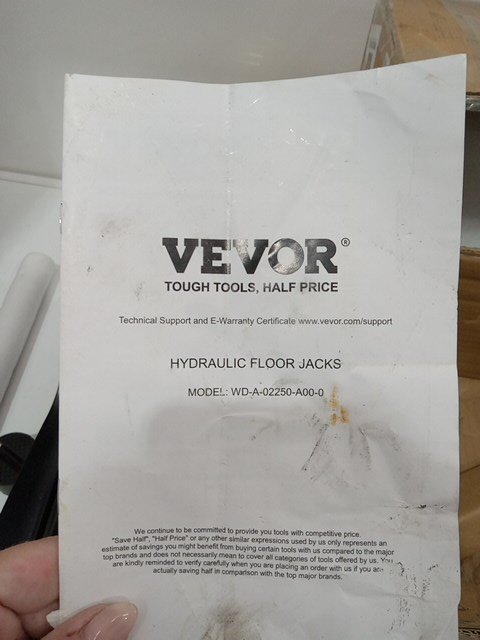 VEVOR®
TOUGH TOOLS, HALF PRICE
Technical Support and E-Warranty Certificate www.vevor.com/support
HYDRAULIC FLOOR JACKS
MODEL: WD-A-02250-A00-0
We continue to be committed to provide you tools with competitive price.
"Save Half", "Half Price" or any other similar expressions used by us only represents an
estimate of savings you might benefit from buying certain tools with us compared to the major
top brands and does not necessarily mean to cover all categories of tools offered by us. You
are kindly reminded to verify carefully when you are placing an order with us if you are
actually saving half in comparison with the top major brands.